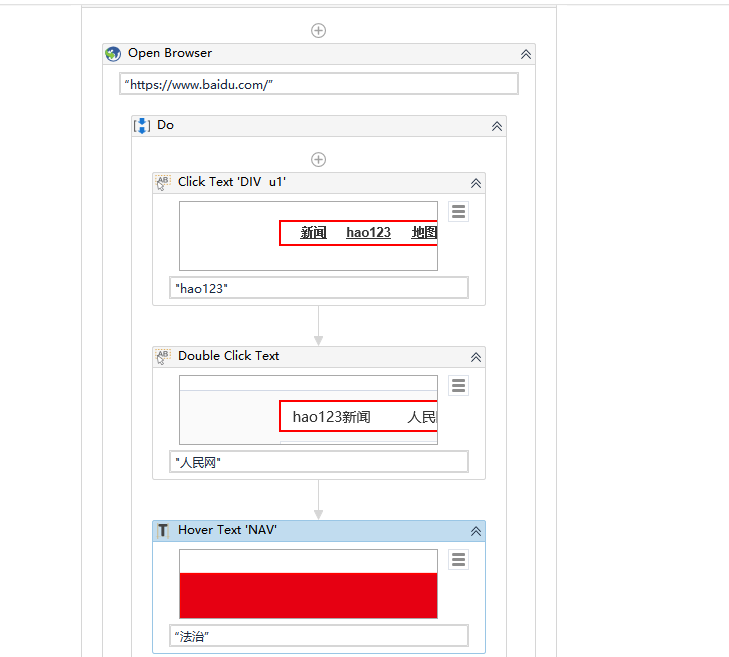 Open Browser
“https://www.baidu.com/”
Do
Click Text 'DIV u1'
新闻 hao123 地图
"hao123"
Double Click Text
hao123新闻 人民
"人民网"
Hover Text 'NAV'
“法治”